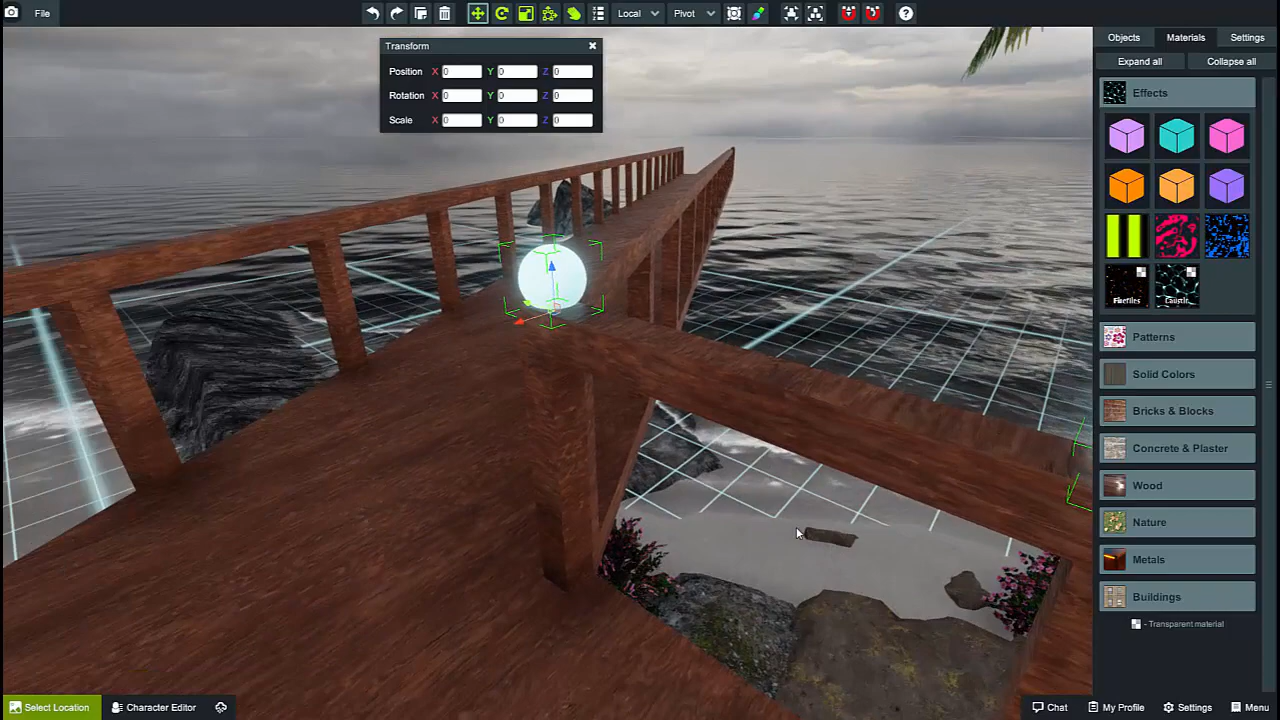 File
Local
Pivot
Transform
Position X 0 Y 0 Z 0
Rotation X 0 Y 0 Z 0
Scale X 0 Y 0 Z 0
Objects
Materials
Settings
Expand all
Collapse all
Effects
Fireflies
Caustic
Patterns
Solid Colors
Bricks & Blocks
Concrete & Plaster
Wood
Nature
Metals
Buildings
- Transparent material
Select Location
Character Editor
Chat
My Profile
Settings
Menu